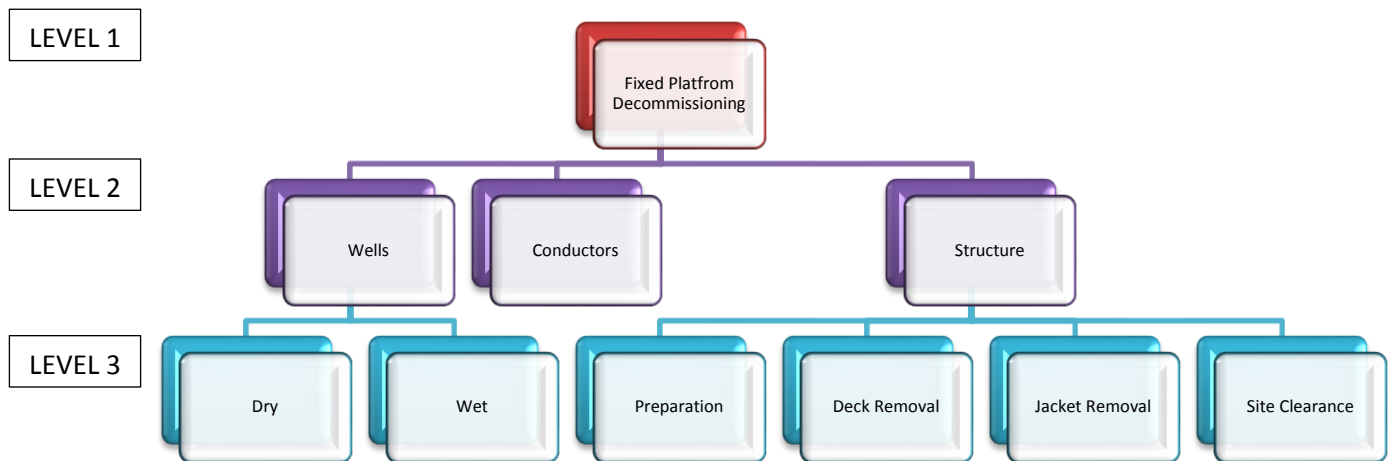 LEVEL 1
Fixed Platfrom
Decommissioning
LEVEL 2
Wells
Conductors
Structure
LEVEL 3
Dry
Wet
Preparation
Deck Removal
Jacket Removal
Site Clearance